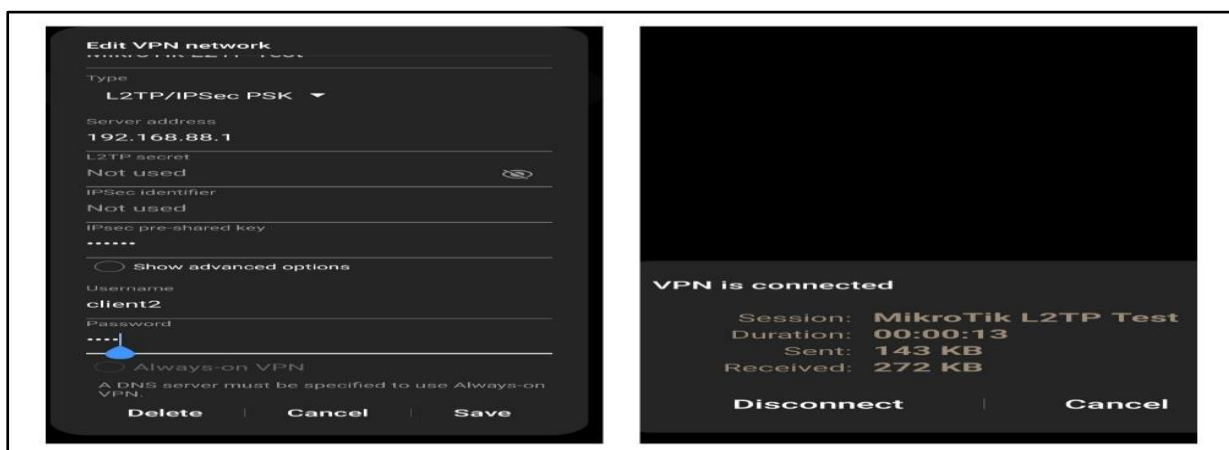 Edit VPN network
Type
L2TP/IPSec PSK
Server address
192.168.88.1
L2TP secret
Not used
IPSec identifier
Not used
IPsec pre-shared key
••••••
Show advanced options
Username
client2
Password
••••
Always-on VPN
A DNS server must be specified to use Always-on
VPN.
Delete | Cancel | Save
VPN is connected
Session: MikroTik L2TP Test
Duration: 00:00:13
Sent: 143 KB
Received: 272 KB
Disconnect | Cancel